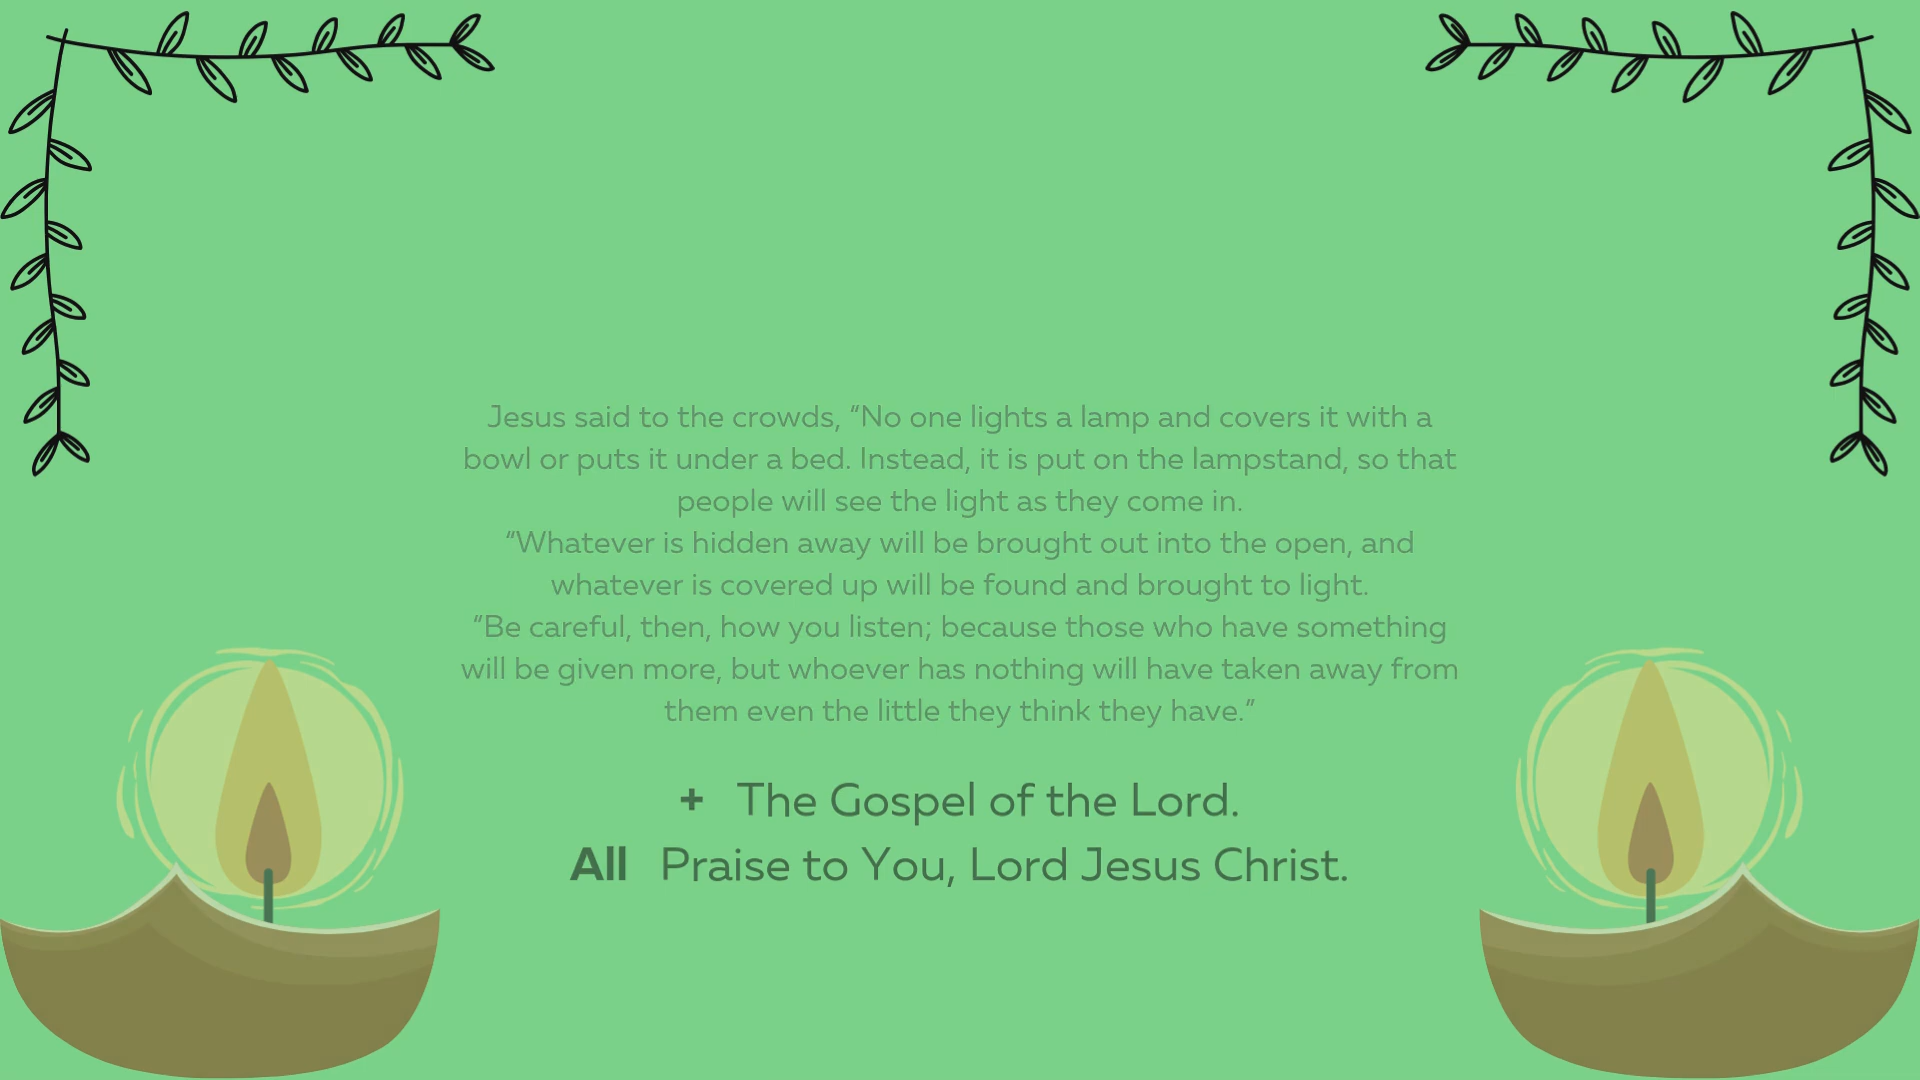 Jesus said to the crowds, “No one lights a lamp and covers it with a
bowl or puts it under a bed. Instead, it is put on the lampstand, so that
people will see the light as they come in.
“Whatever is hidden away will be brought out into the open, and
whatever is covered up will be found and brought to light.
“Be careful, then, how you listen; because those who have something
will be given more, but whoever has nothing will have taken away from
them even the little they think they have.”
+ The Gospel of the Lord.
All Praise to You, Lord Jesus Christ.